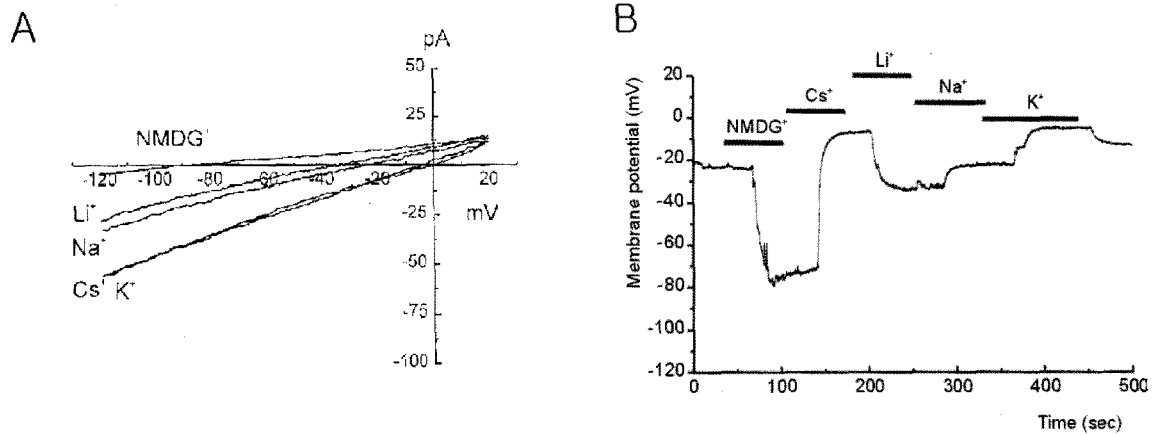 A
pA
50
25
NMDG⁺
-120 -100 -80 -60 -40 -20 20
mV
Li⁺
Na⁺
Cs⁺ K⁺
-25
-50
-75
-100
B
Membrane potential (mV)
20
0
-20
-40
-60
-80
-100
-120
NMDG⁺
Cs⁺
Li⁺
Na⁺
K⁺
0 100 200 300 400 500
Time (sec)